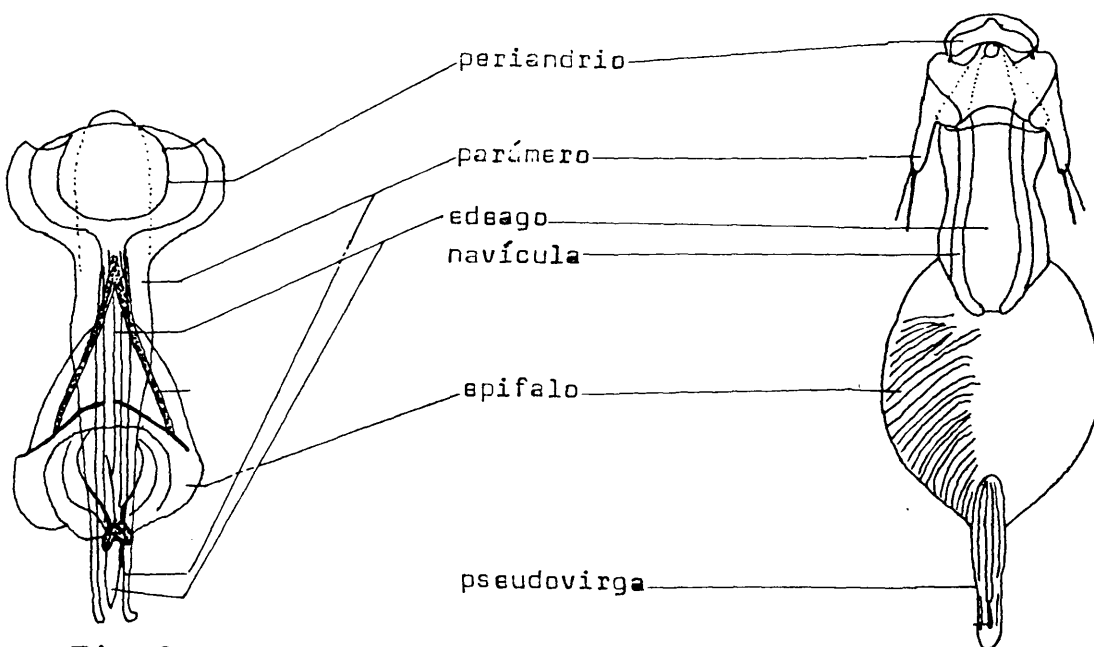 periandrio
parámero
edeago
navícula
epifalo
pseudovirga